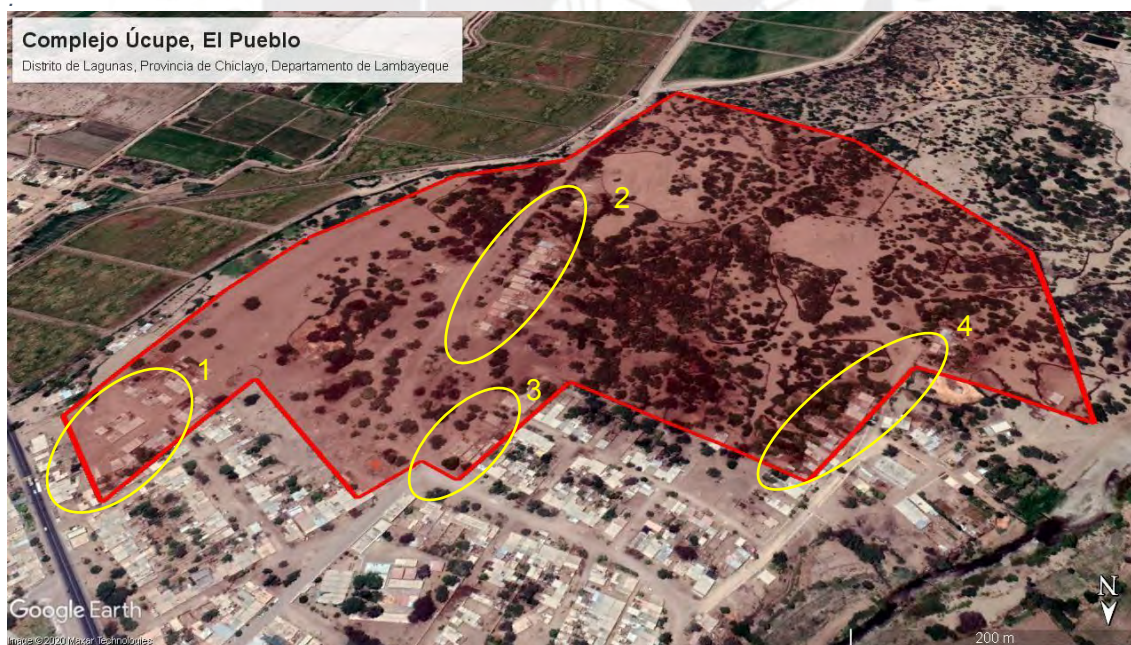 Complejo Úcupe, El Pueblo
Distrito de Lagunas, Provincia de Chiclayo, Departamento de Lambayeque
2
4
1
3
N
Google Earth
Image © 2020 Maxar Technologies
200 m